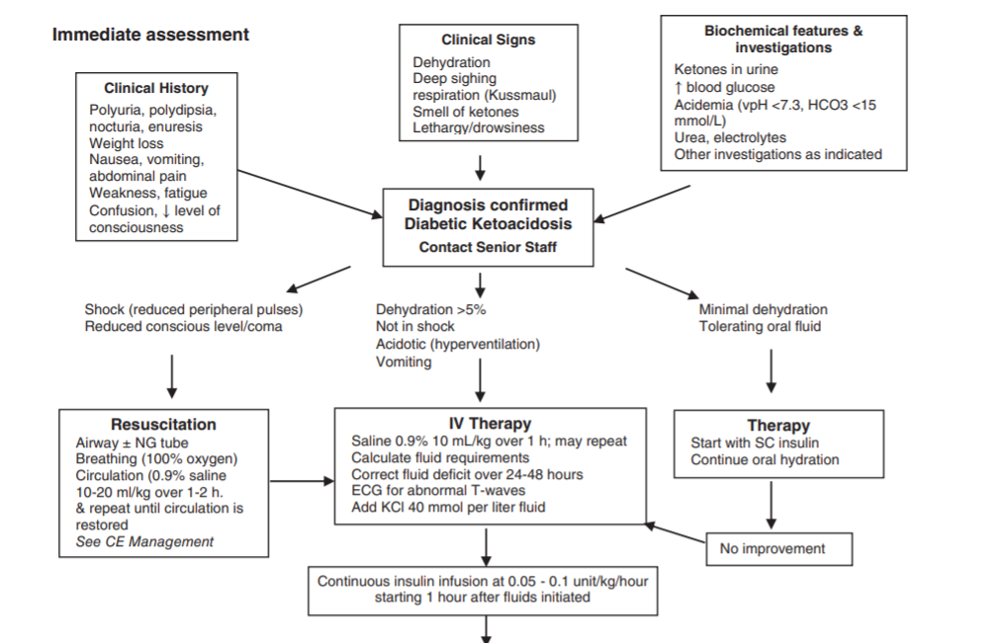 Immediate assessment
Clinical History
Polyuria, polydipsia,
nocturia, enuresis
Weight loss
Nausea, vomiting,
abdominal pain
Weakness, fatigue
Confusion, ↓ level of
consciousness
Clinical Signs
Dehydration
Deep sighing
respiration (Kussmaul)
Smell of ketones
Lethargy/drowsiness
Biochemical features &
investigations
Ketones in urine
↑ blood glucose
Acidemia (vpH <7.3, HCO3 <15
mmol/L)
Urea, electrolytes
Other investigations as indicated
Diagnosis confirmed
Diabetic Ketoacidosis
Contact Senior Staff
Shock (reduced peripheral pulses)
Reduced conscious level/coma
Dehydration >5%
Not in shock
Acidotic (hyperventilation)
Vomiting
Minimal dehydration
Tolerating oral fluid
Resuscitation
Airway ± NG tube
Breathing (100% oxygen)
Circulation (0.9% saline
10-20 ml/kg over 1-2 h.
& repeat until circulation is
restored
See CE Management
IV Therapy
Saline 0.9% 10 mL/kg over 1 h; may repeat
Calculate fluid requirements
Correct fluid deficit over 24-48 hours
ECG for abnormal T-waves
Add KCl 40 mmol per liter fluid
Therapy
Start with SC insulin
Continue oral hydration
No improvement
Continuous insulin infusion at 0.05 - 0.1 unit/kg/hour
starting 1 hour after fluids initiated